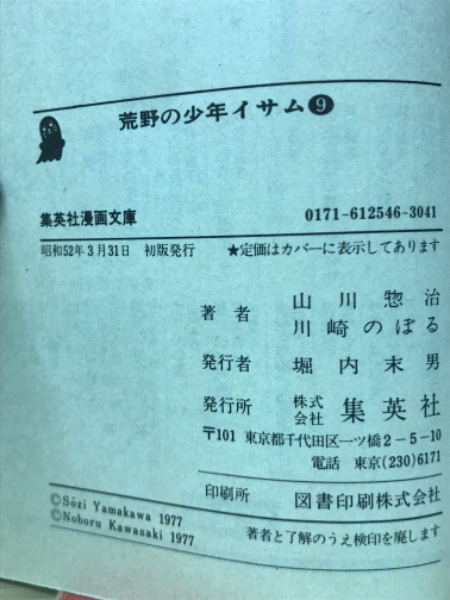 荒野の少年イサム❾
集英社漫画文庫 0171-612546-3041
昭和52年3月31日 初版発行 ★定価はカバーに表示してあります
著者 山川惣治
川崎のぼる
発行者 堀内末男
発行所 株式会社 集英社
〒101 東京都千代田区一ツ橋2-5-10
電話 東京(230)6171
印刷所 図書印刷株式会社
©Sōzi Yamakawa 1977
©Noboru Kawasaki 1977
著者と了解のうえ検印を廃します